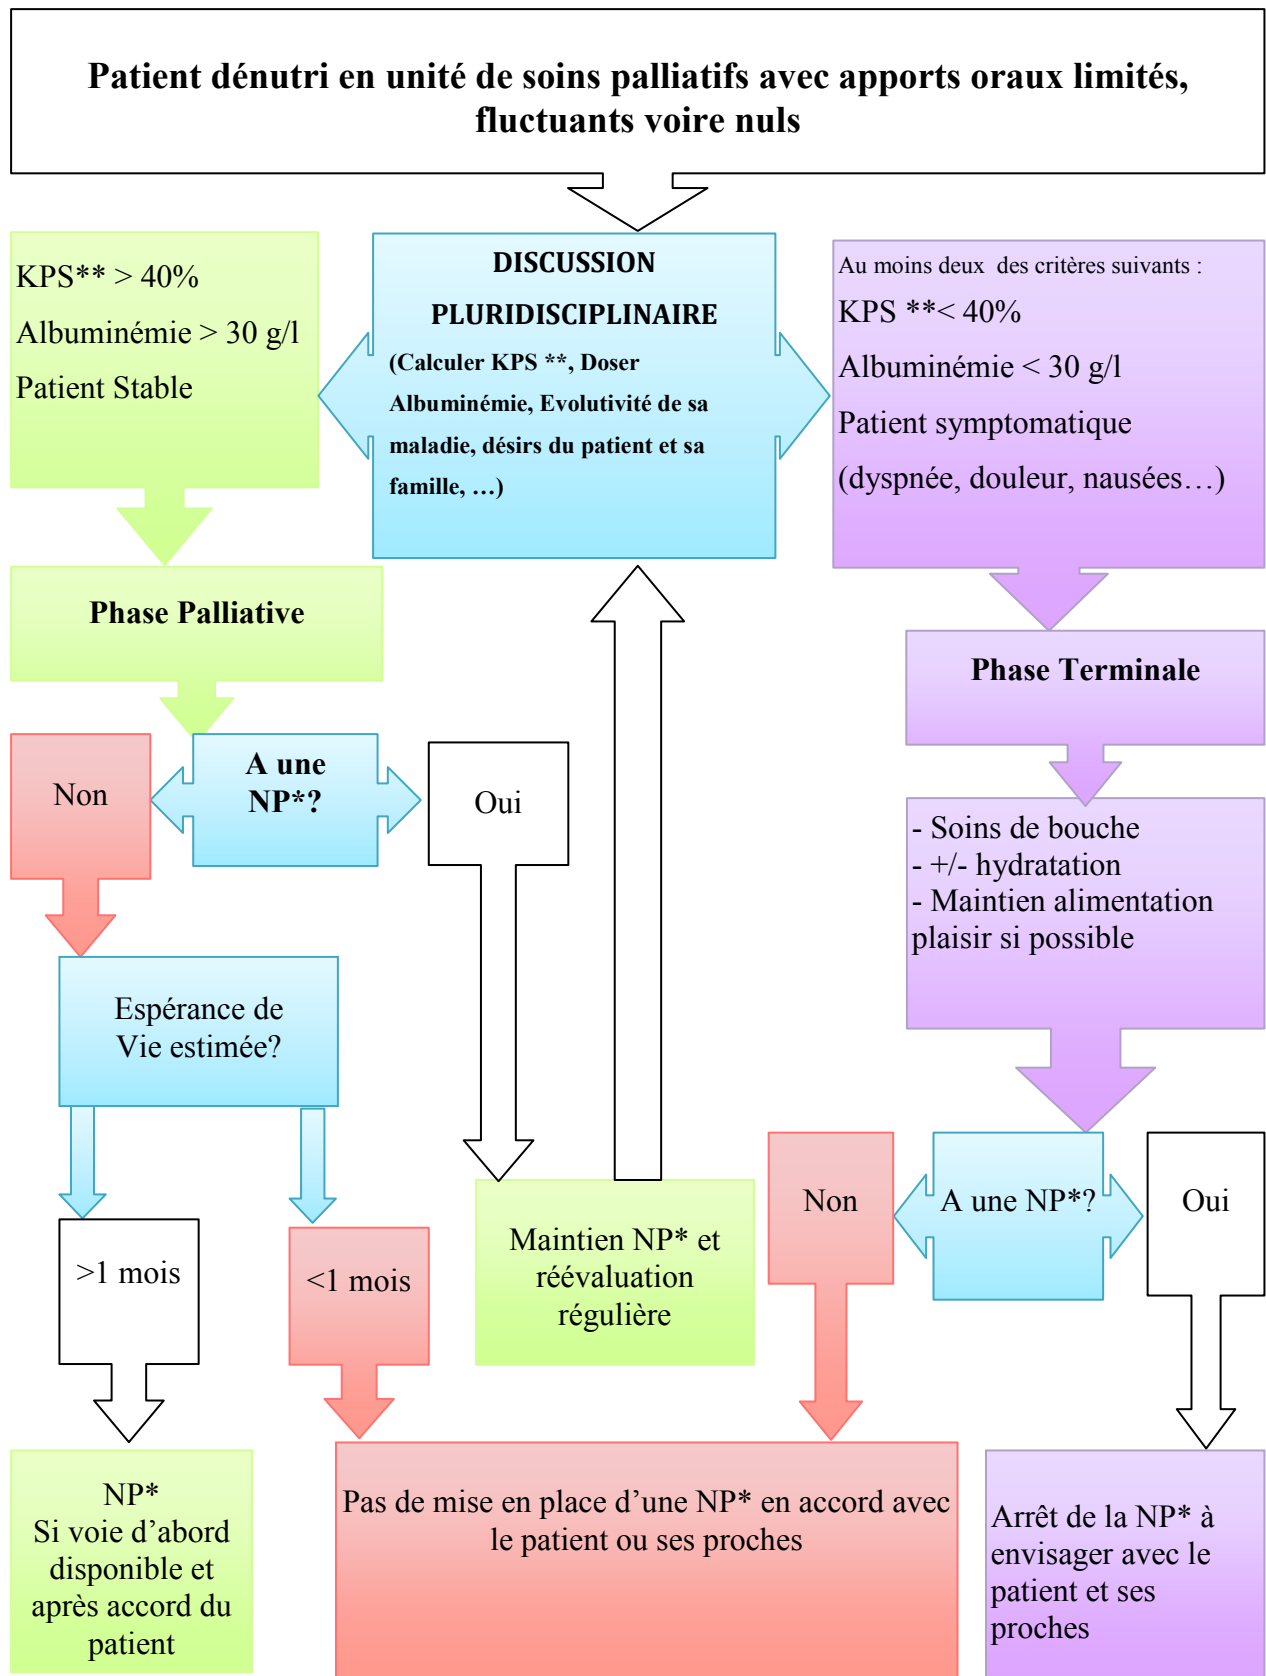 Patient dénutri en unité de soins palliatifs avec apports oraux limités,
fluctuants voire nuls
KPS** > 40%
Albuminémie > 30 g/l
Patient Stable
DISCUSSION
PLURIDISCIPLINAIRE
(Calculer KPS **, Doser
Albuminémie, Evolutivité de sa
maladie, désirs du patient et sa
famille, …)
Au moins deux  des critères suivants :
KPS **< 40%
Albuminémie < 30 g/l
Patient symptomatique
(dyspnée, douleur, nausées…)
Phase Palliative
Phase Terminale
Non
A une
NP*?
Oui
- Soins de bouche
- +/- hydratation
- Maintien alimentation
plaisir si possible
Espérance de
Vie estimée?
>1 mois
<1 mois
Maintien NP* et
réévaluation
régulière
Non
A une NP*?
Oui
NP*
Si voie d’abord
disponible et
après accord du
patient
Pas de mise en place d’une NP* en accord avec
le patient ou ses proches
Arrêt de la NP* à
envisager avec le
patient et ses
proches